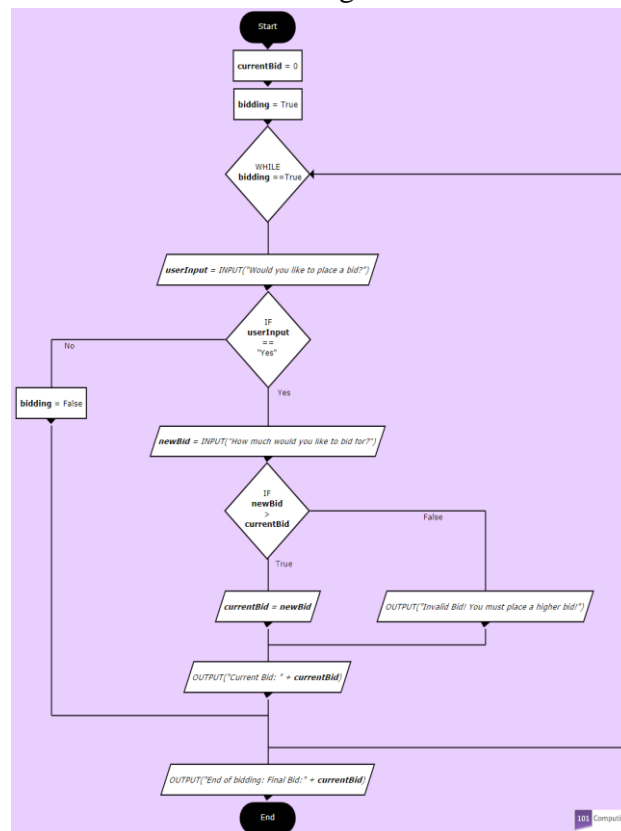 Start
currentBid = 0
bidding = True
WHILE
bidding ==True
userInput = INPUT("Would you like to place a bid?")
IF
userInput
==
"Yes"
No
Yes
bidding = False
newBid = INPUT("How much would you like to bid for?")
IF
newBid
>
currentBid
False
True
currentBid = newBid
OUTPUT("Invalid Bid! You must place a higher bid!")
OUTPUT("Current Bid: " + currentBid)
OUTPUT("End of bidding: Final Bid:" + currentBid)
End
101 Computi